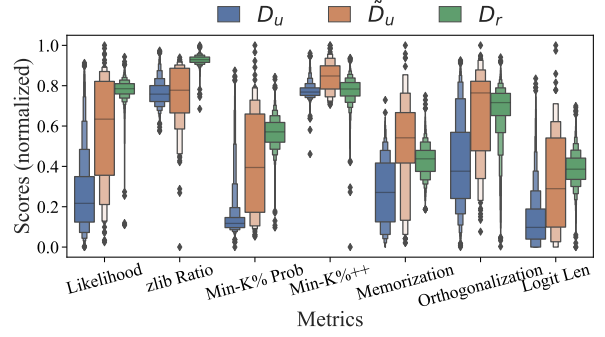 D_u D̃_u D_r
Scores (normalized)
1.0
0.8
0.6
0.4
0.2
0.0
Likelihood zlib Ratio Min-K% Prob Min-K%++ Memorization Orthogonalization Logit Len
Metrics